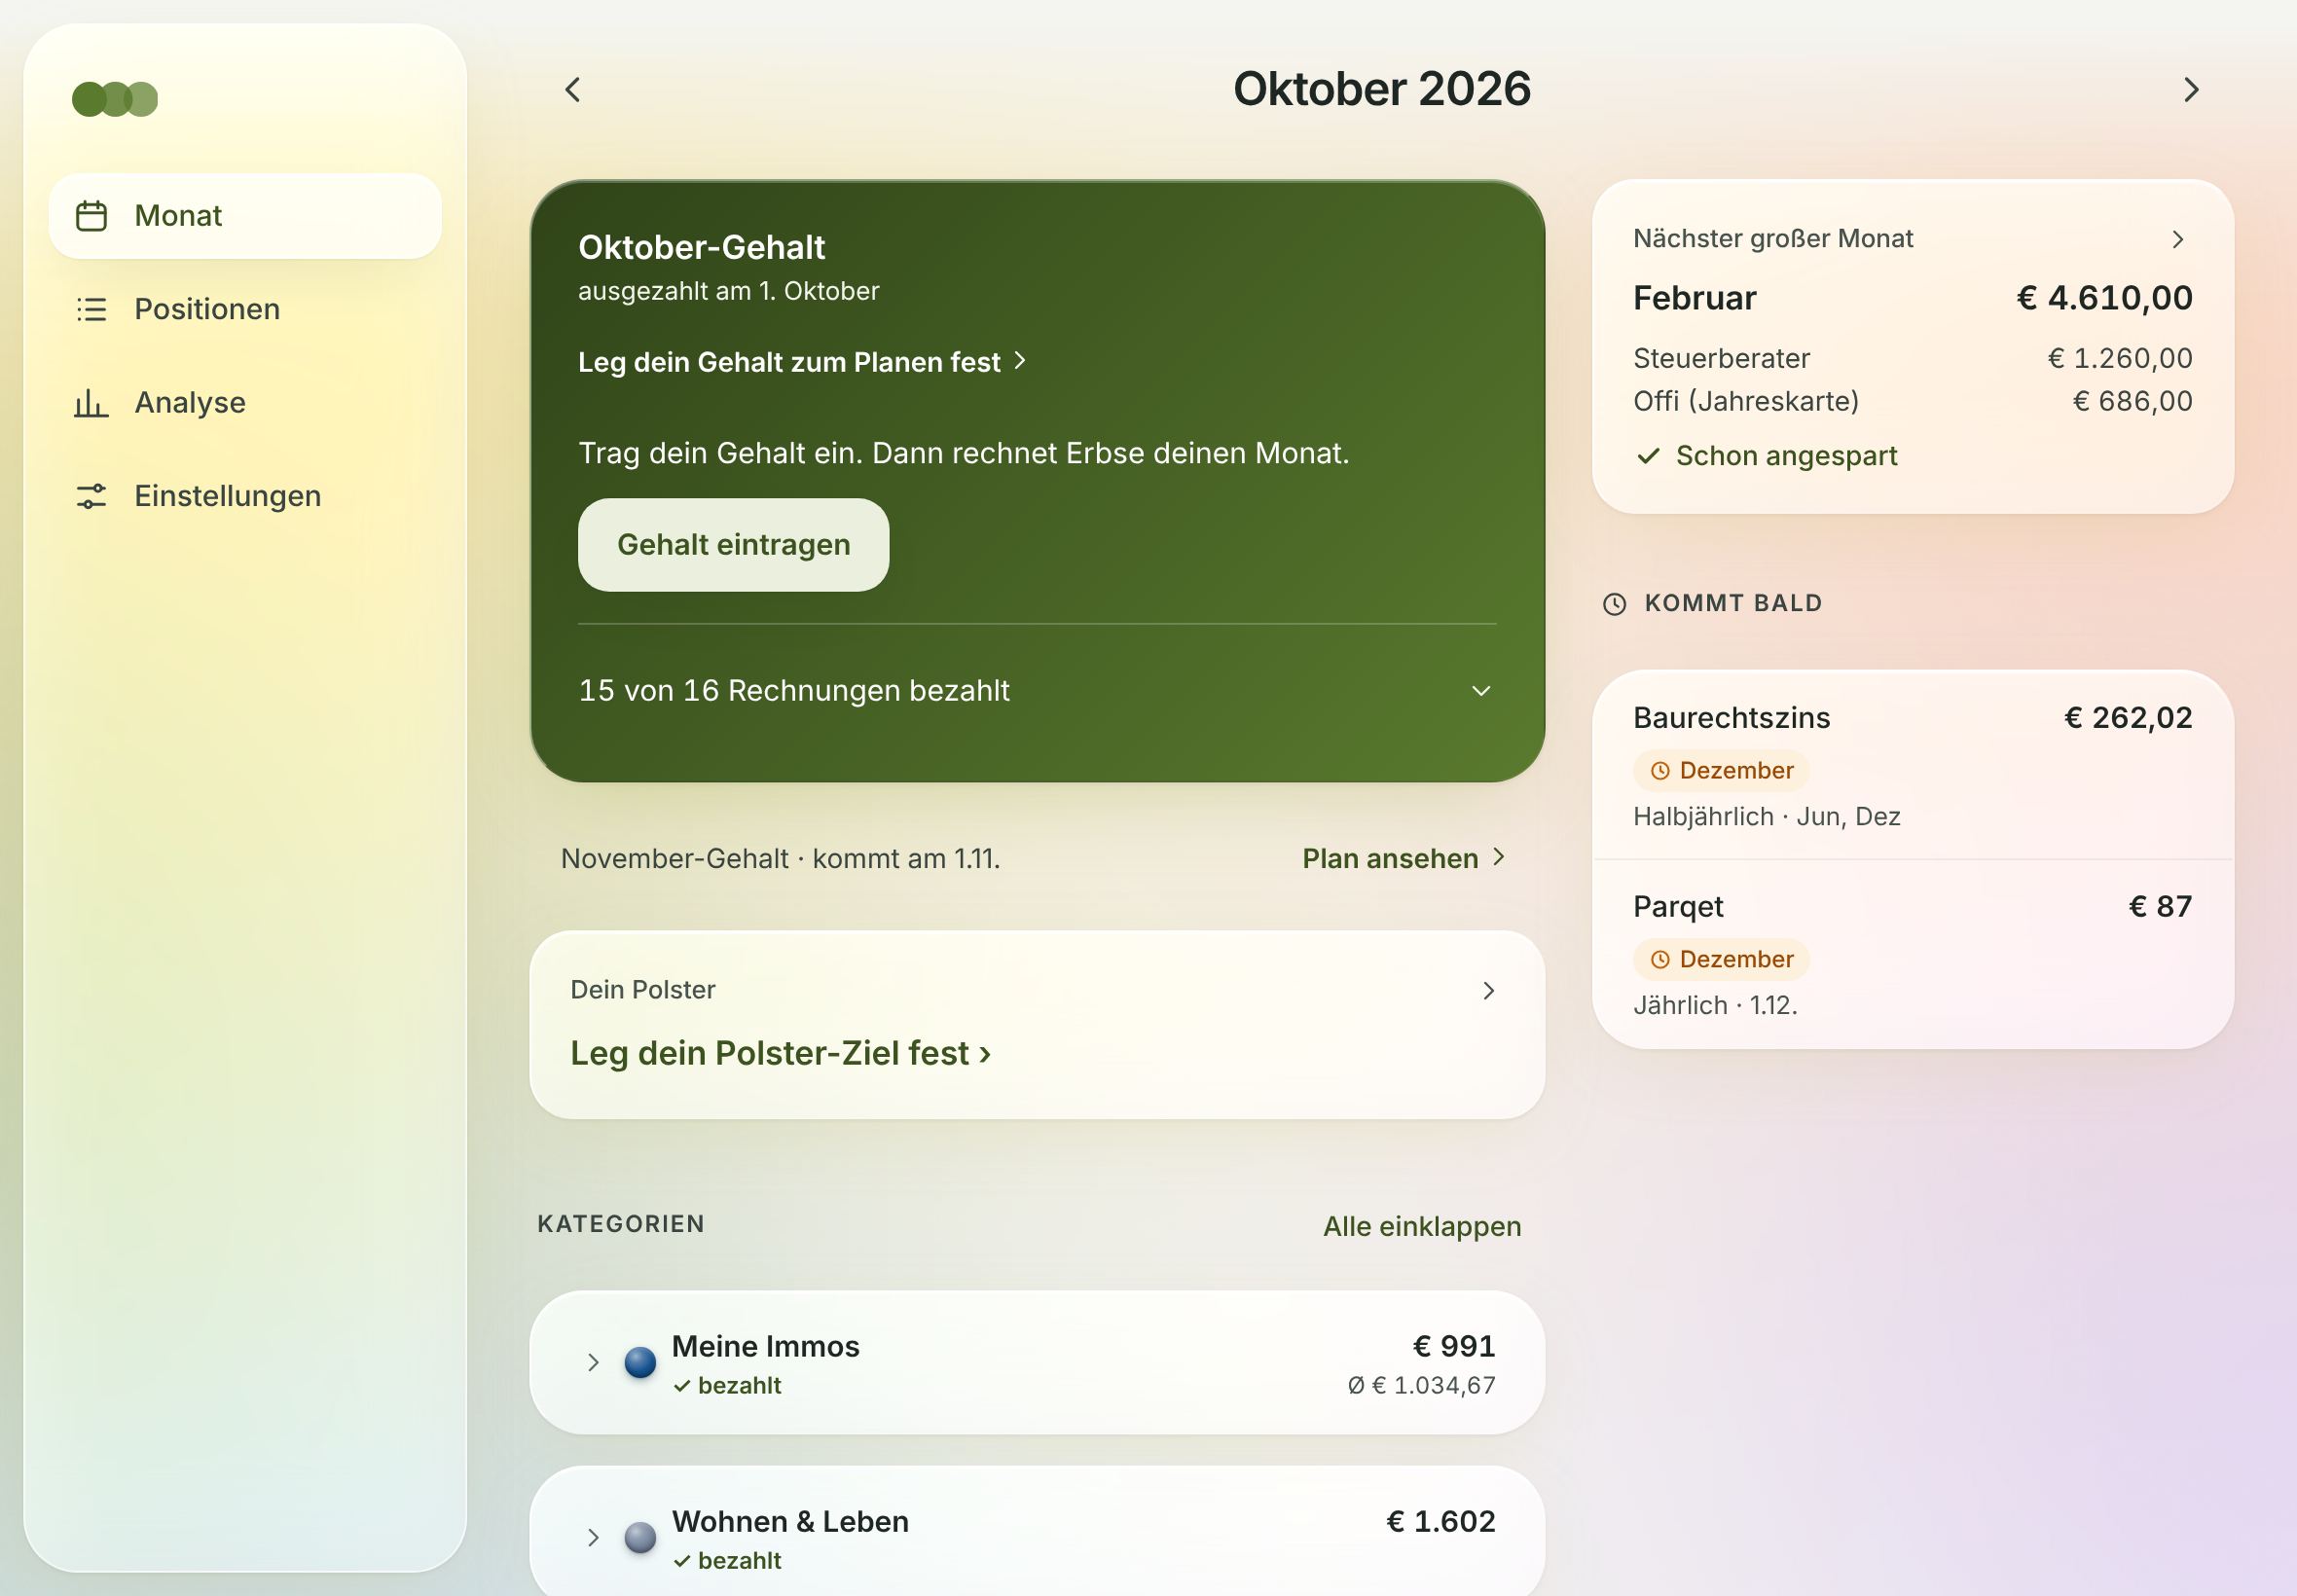 Monat
Positionen
Analyse
Einstellungen
Oktober 2026
Oktober-Gehalt
ausgezahlt am 1. Oktober
Leg dein Gehalt zum Planen fest
Trag dein Gehalt ein. Dann rechnet Erbse deinen Monat.
Gehalt eintragen
15 von 16 Rechnungen bezahlt
November-Gehalt · kommt am 1.11.
Plan ansehen
Dein Polster
Leg dein Polster-Ziel fest ›
KATEGORIEN
Alle einklappen
Meine Immos € 991
bezahlt Ø € 1.034,67
Wohnen & Leben € 1.602
bezahlt
Nächster großer Monat
Februar € 4.610,00
Steuerberater € 1.260,00
Offi (Jahreskarte) € 686,00
Schon angespart
KOMMT BALD
Baurechtszins € 262,02
Dezember
Halbjährlich · Jun, Dez
Parqet € 87
Dezember
Jährlich · 1.12.